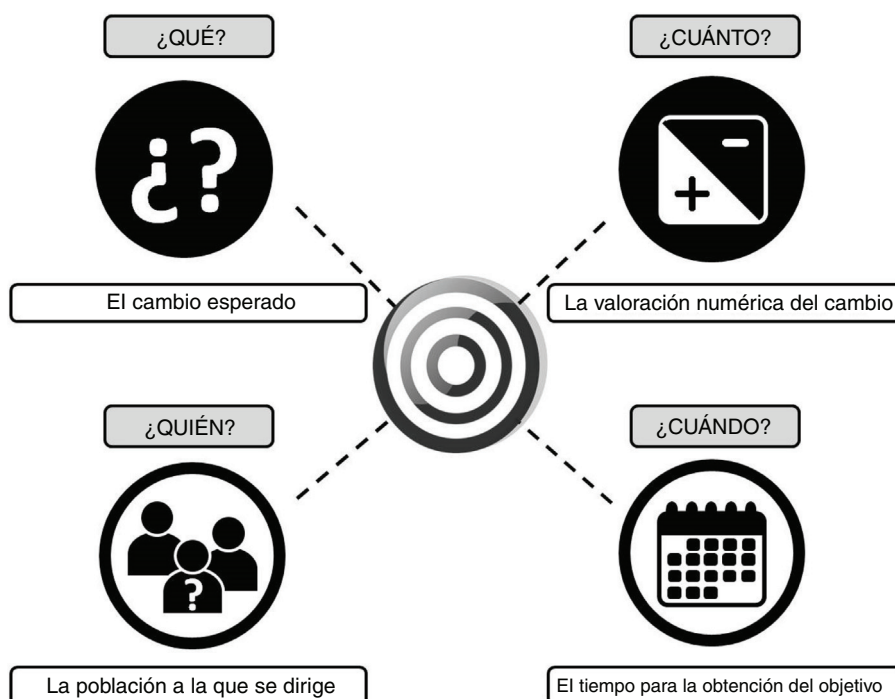 ¿QUÉ?
¿CUÁNTO?
¿?
-
+
El cambio esperado
La valoración numérica del cambio
¿QUIÉN?
¿CUÁNDO?
?
La población a la que se dirige
El tiempo para la obtención del objetivo